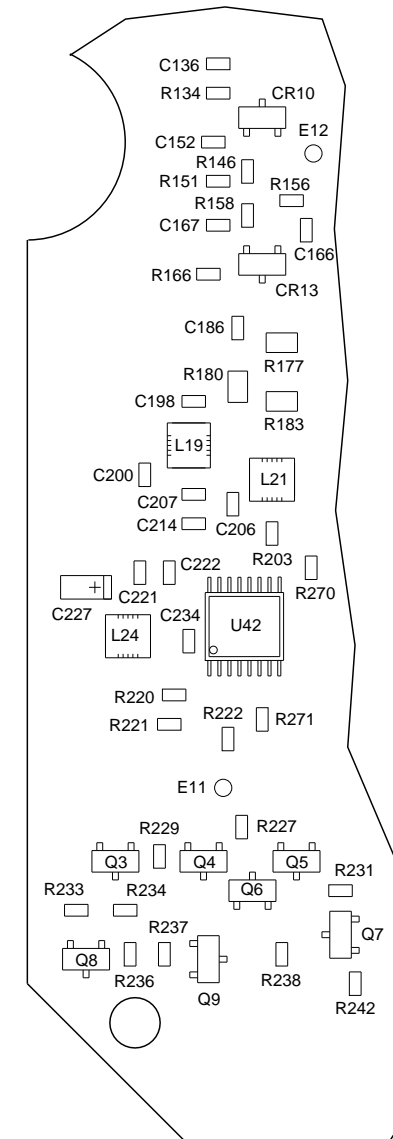 C136
R134
CR10
E12
C152
R146
R151
R156
R158
C167
C166
R166
CR13
C186
R177
R180
C198
R183
L19
C200
L21
C207
C214
C206
R203
C222
R270
C221
C227
C234
L24
U42
R220
R221
R222
R271
E11
R227
R229
Q3
Q4
Q5
R231
Q6
R233
R234
Q7
R237
Q8
R236
R238
Q9
R242